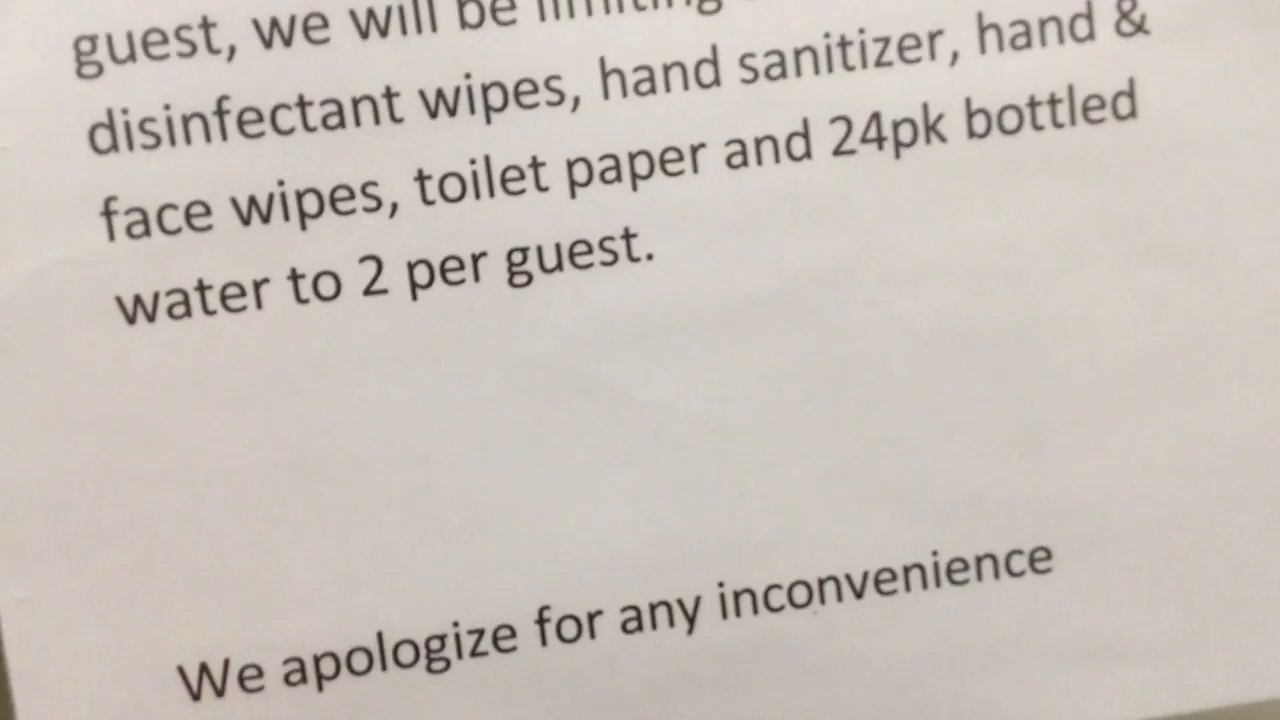 guest, we will be limiting
disinfectant wipes, hand sanitizer, hand &
face wipes, toilet paper and 24pk bottled
water to 2 per guest.
We apologize for any inconvenience